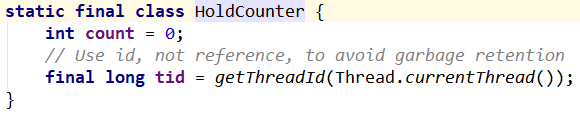 static final class HoldCounter {
    int count = 0;
    // Use id, not reference, to avoid garbage retention
    final long tid = getThreadId(Thread.currentThread());
}